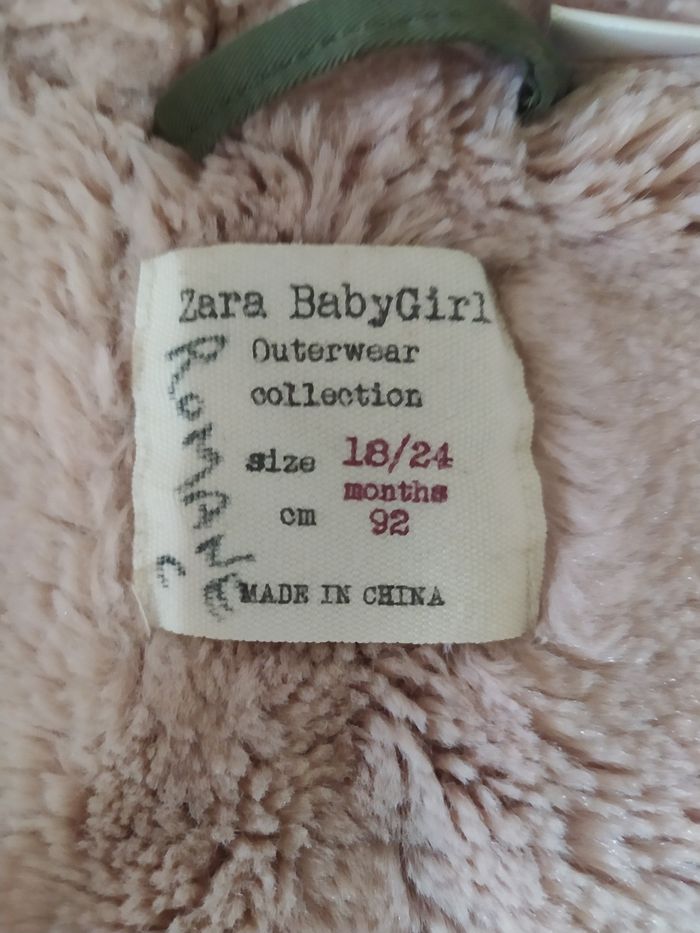 Zara BabyGirl
Outerwear
collection
size 18/24
months
cm 92
MADE IN CHINA
ROMANE
C